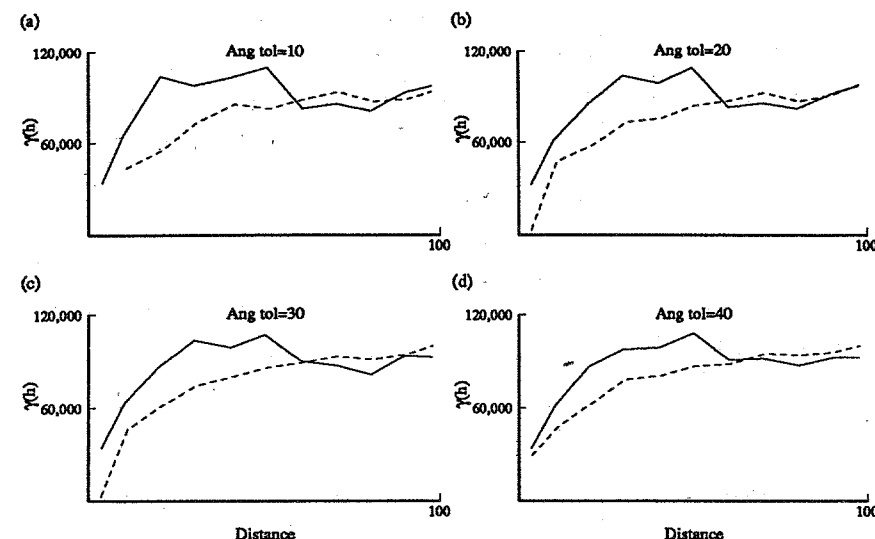 (a)
Ang tol=10
120,000
60,000
γ(h)
100
(b)
Ang tol=20
120,000
60,000
γ(h)
100
(c)
Ang tol=30
120,000
60,000
γ(h)
100
Distance
(d)
Ang tol=40
120,000
60,000
γ(h)
100
Distance